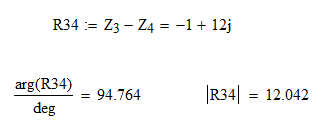 R34 := Z3 − Z4 = −1 + 12j
arg(R34)
deg
= 94.764
|R34| = 12.042